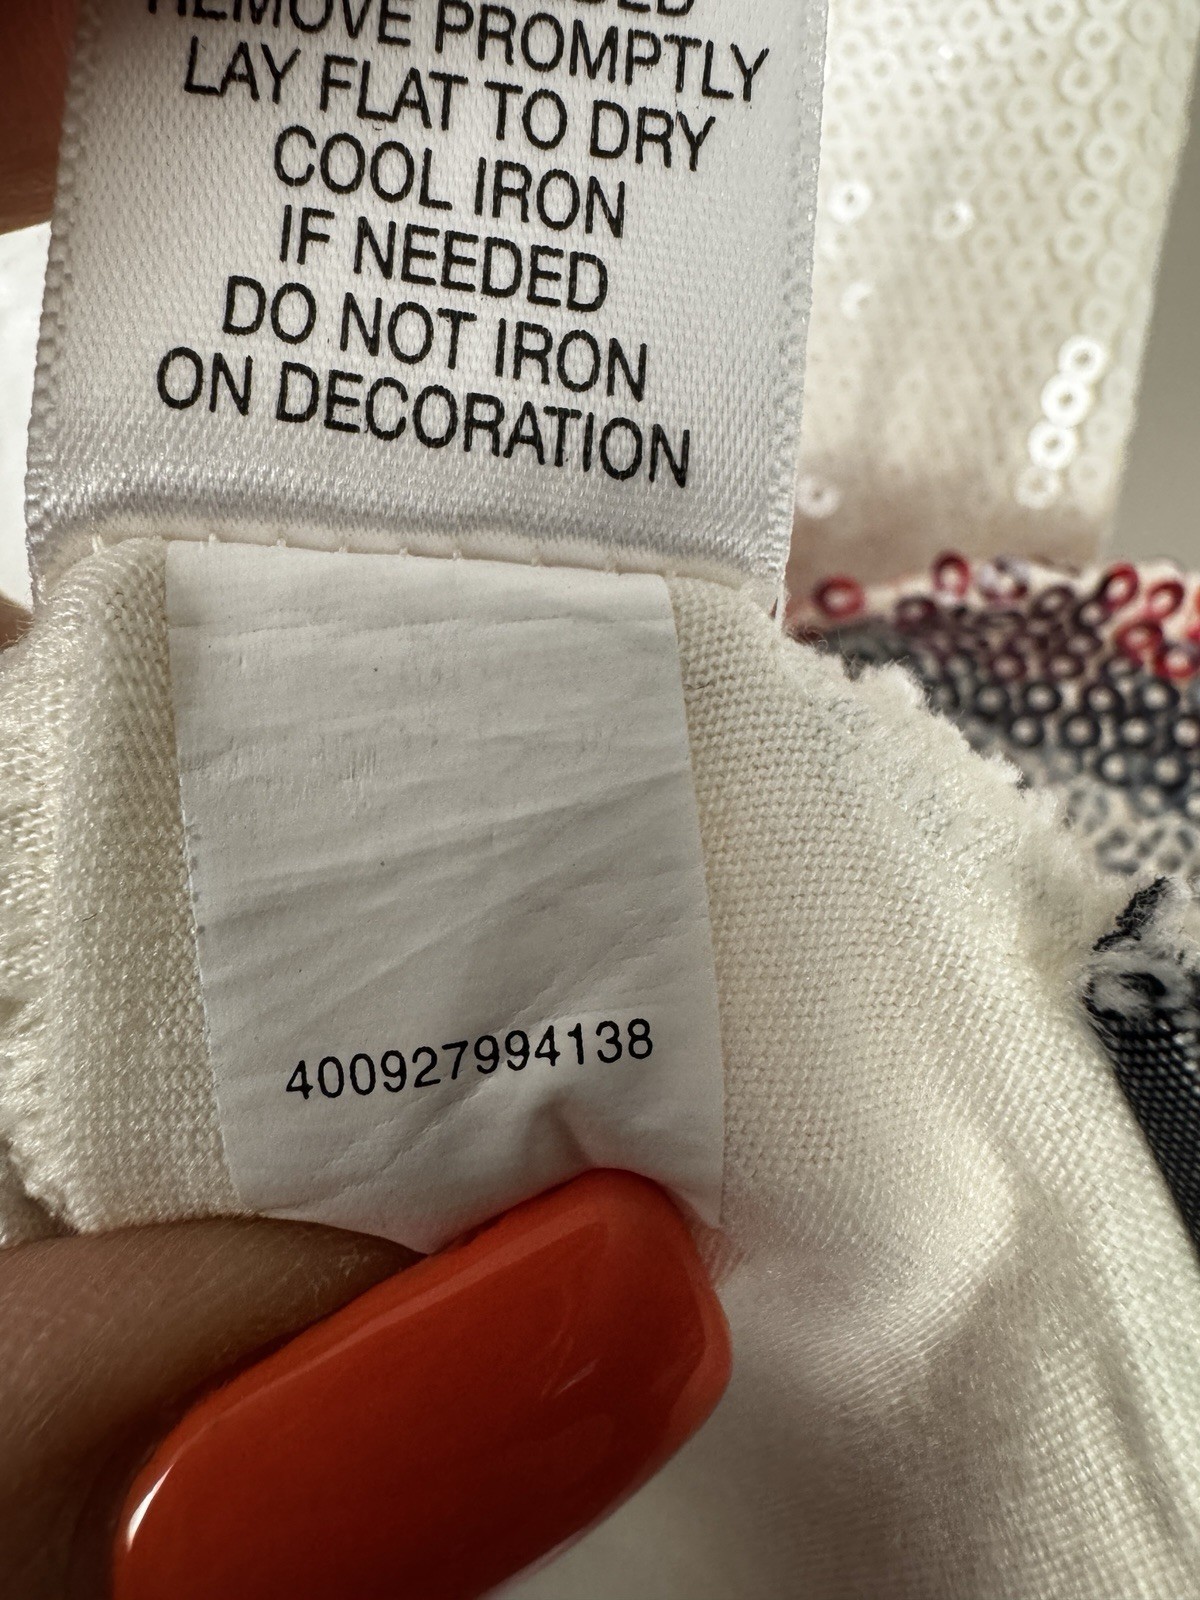 REMOVE PROMPTLY
LAY FLAT TO DRY
COOL IRON
IF NEEDED
DO NOT IRON
ON DECORATION
400927994138